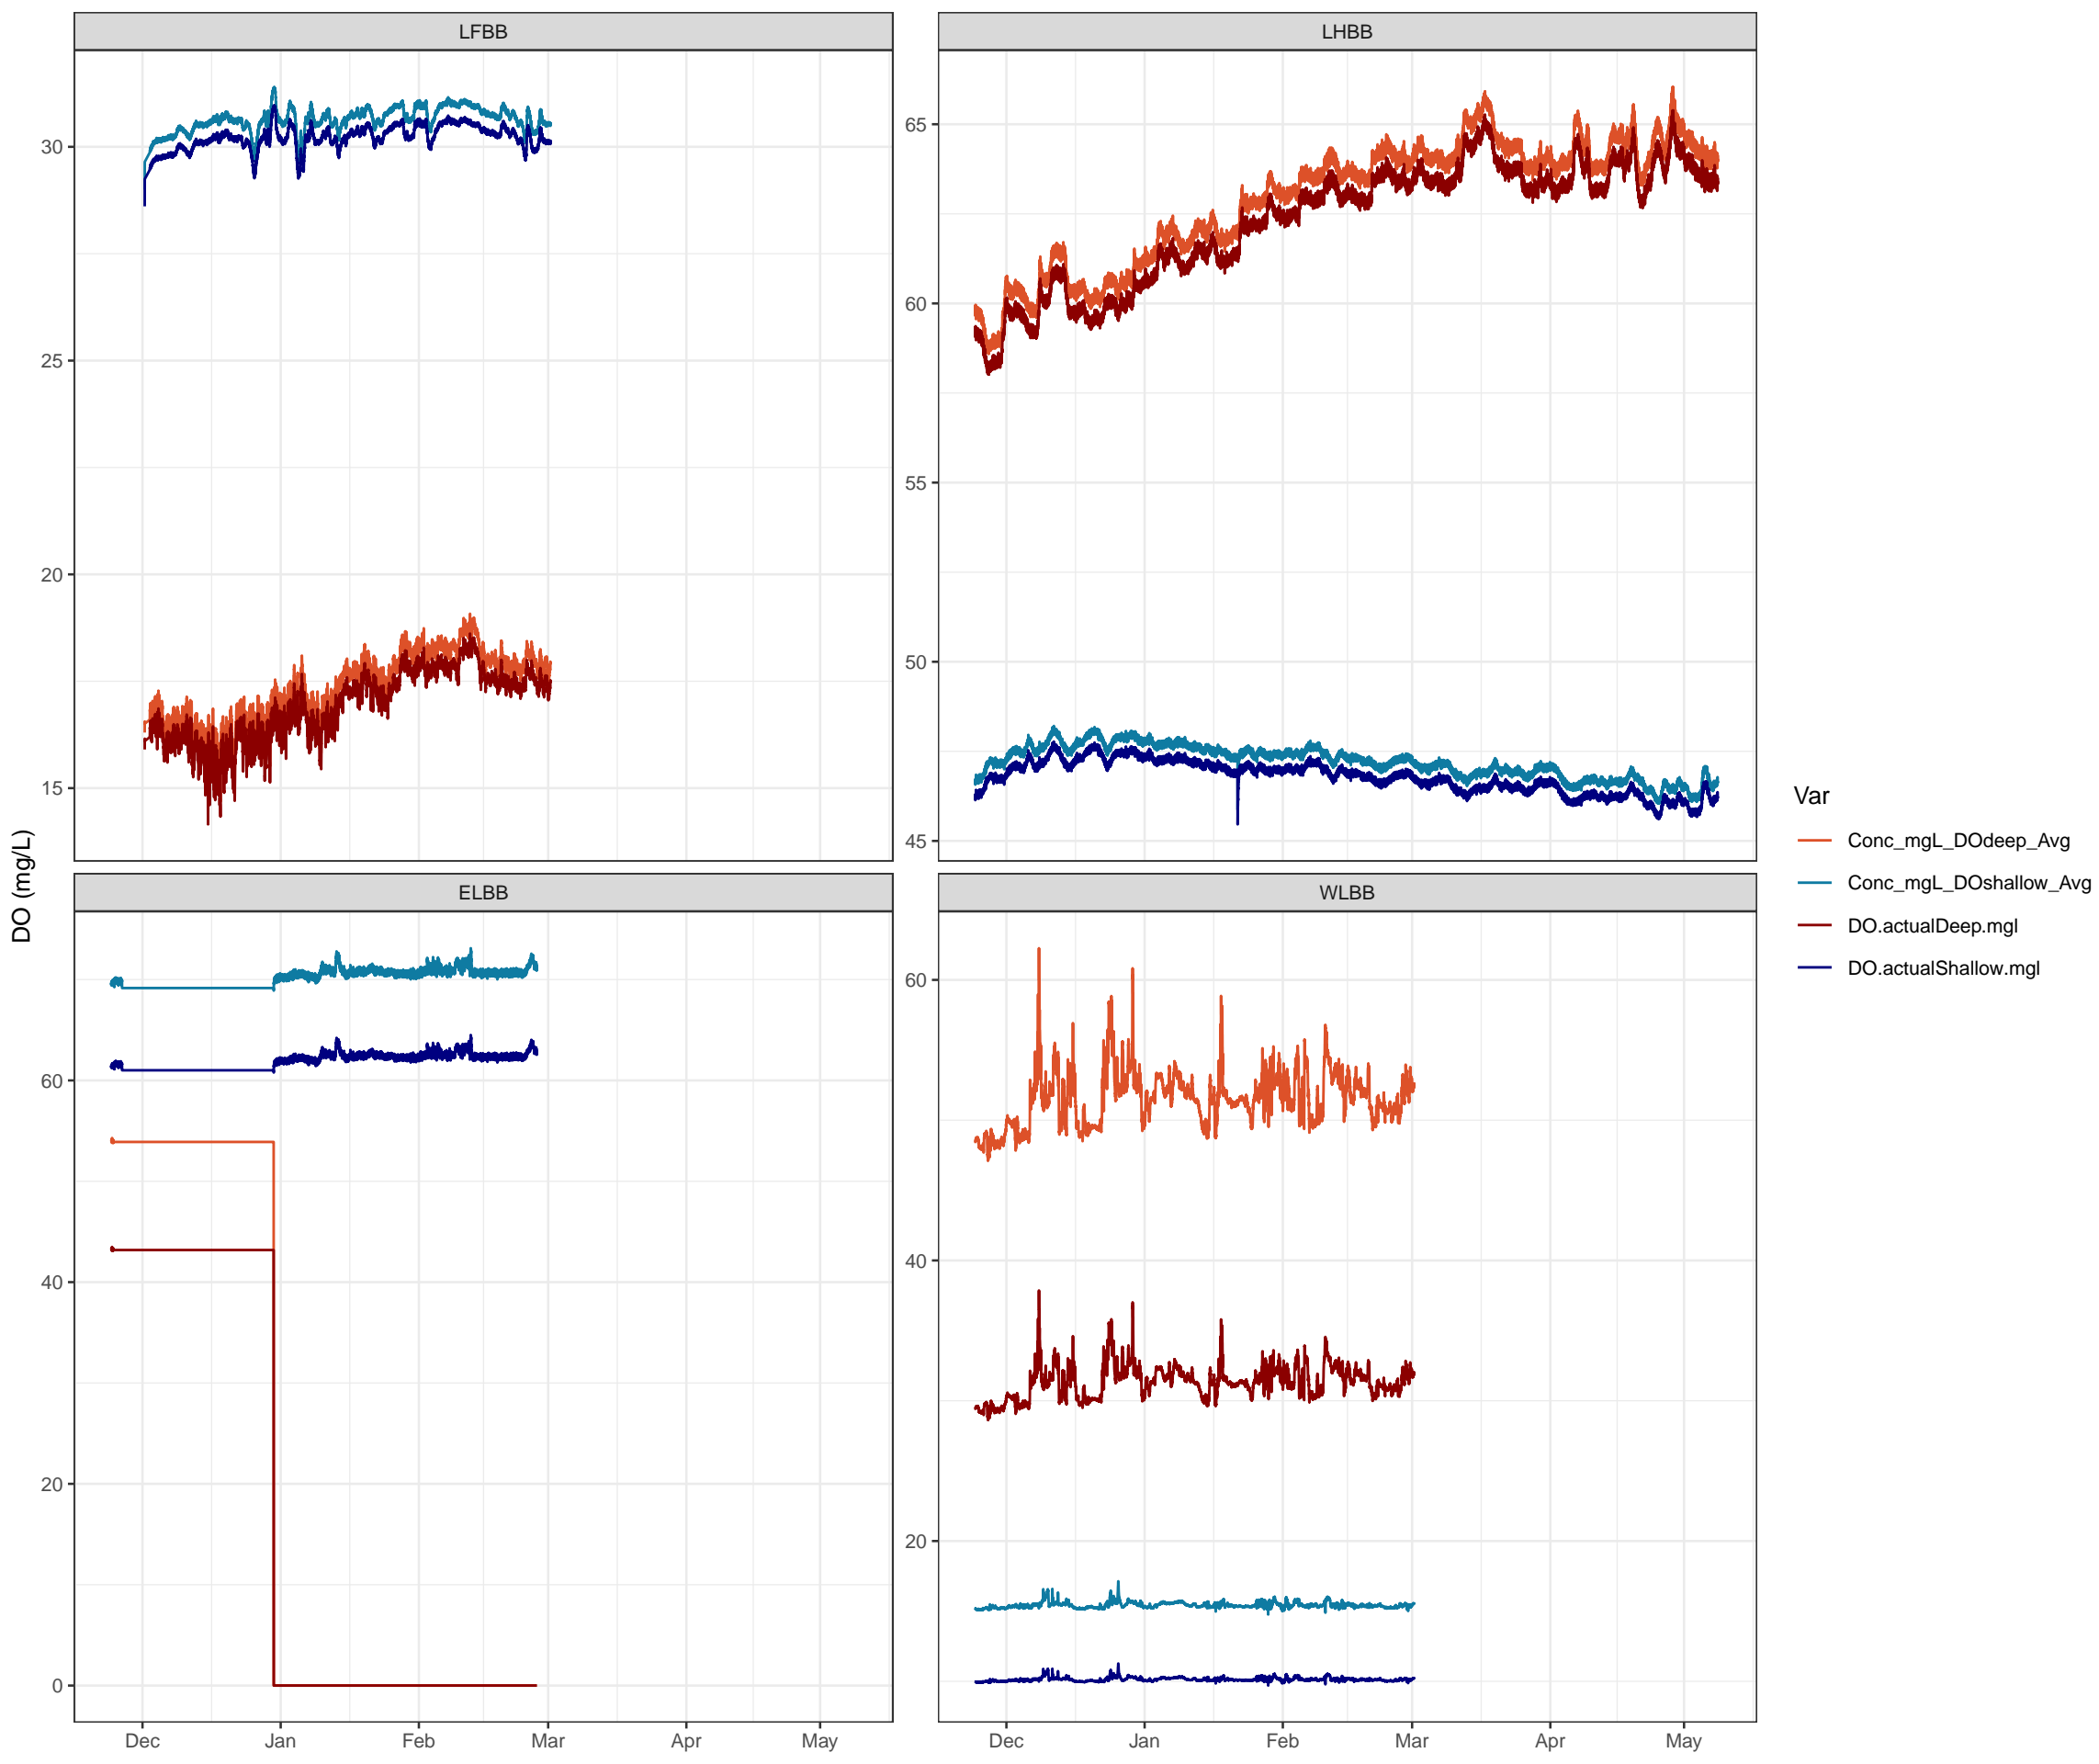 LFBB
LHBB
30
25
20
15
65
60
55
50
45
DO (mg/L)
ELBB
WLBB
60
40
20
0
60
40
20
Dec Jan Feb Mar Apr May
Dec Jan Feb Mar Apr May
Var
Conc_mgL_DOdeep_Avg
Conc_mgL_DOshallow_Avg
DO.actualDeep.mgl
DO.actualShallow.mgl